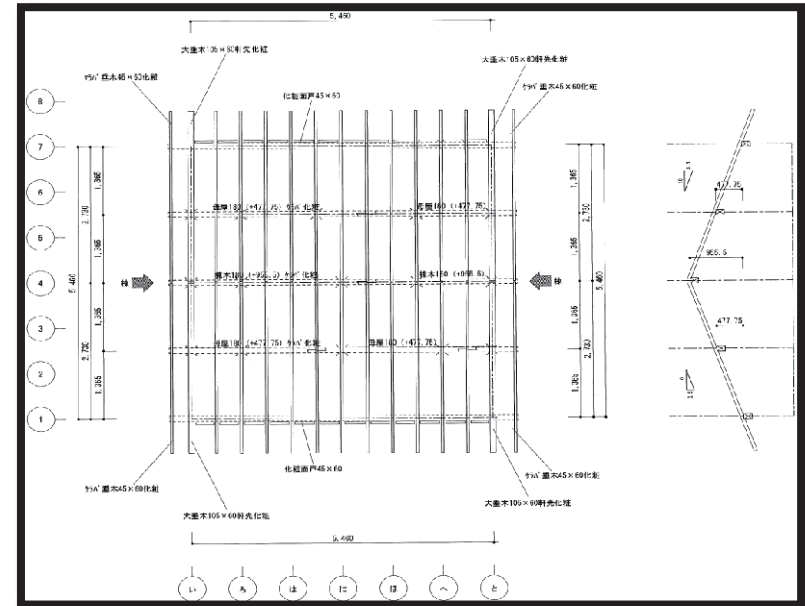 5,460
大垂木105×60軒先化粧
大垂木105×60軒先化粧
ケラバ垂木45×60化粧
ケラバ垂木45×60化粧
化粧面戸45×60
8
7
6
5
4
3
2
1
1,365
2,730
1,365
5,460
1,365
2,730
1,365
母屋180 (+477.75) ケラバ化粧
母屋180 (+477.75)
棟
棟木180 (+955.5) ケラバ化粧
棟木180 (+955.5)
棟
母屋180 (+477.75) ケラバ化粧
母屋180 (+477.75)
1,365
2,730
1,365
5,460
1,365
2,730
1,365
477.75
955.5
477.75
10
3.5
化粧面戸45×60
ケラバ垂木45×60化粧
ケラバ垂木45×60化粧
大垂木105×60軒先化粧
大垂木105×60軒先化粧
5,460
い
ろ
は
に
ほ
へ
と